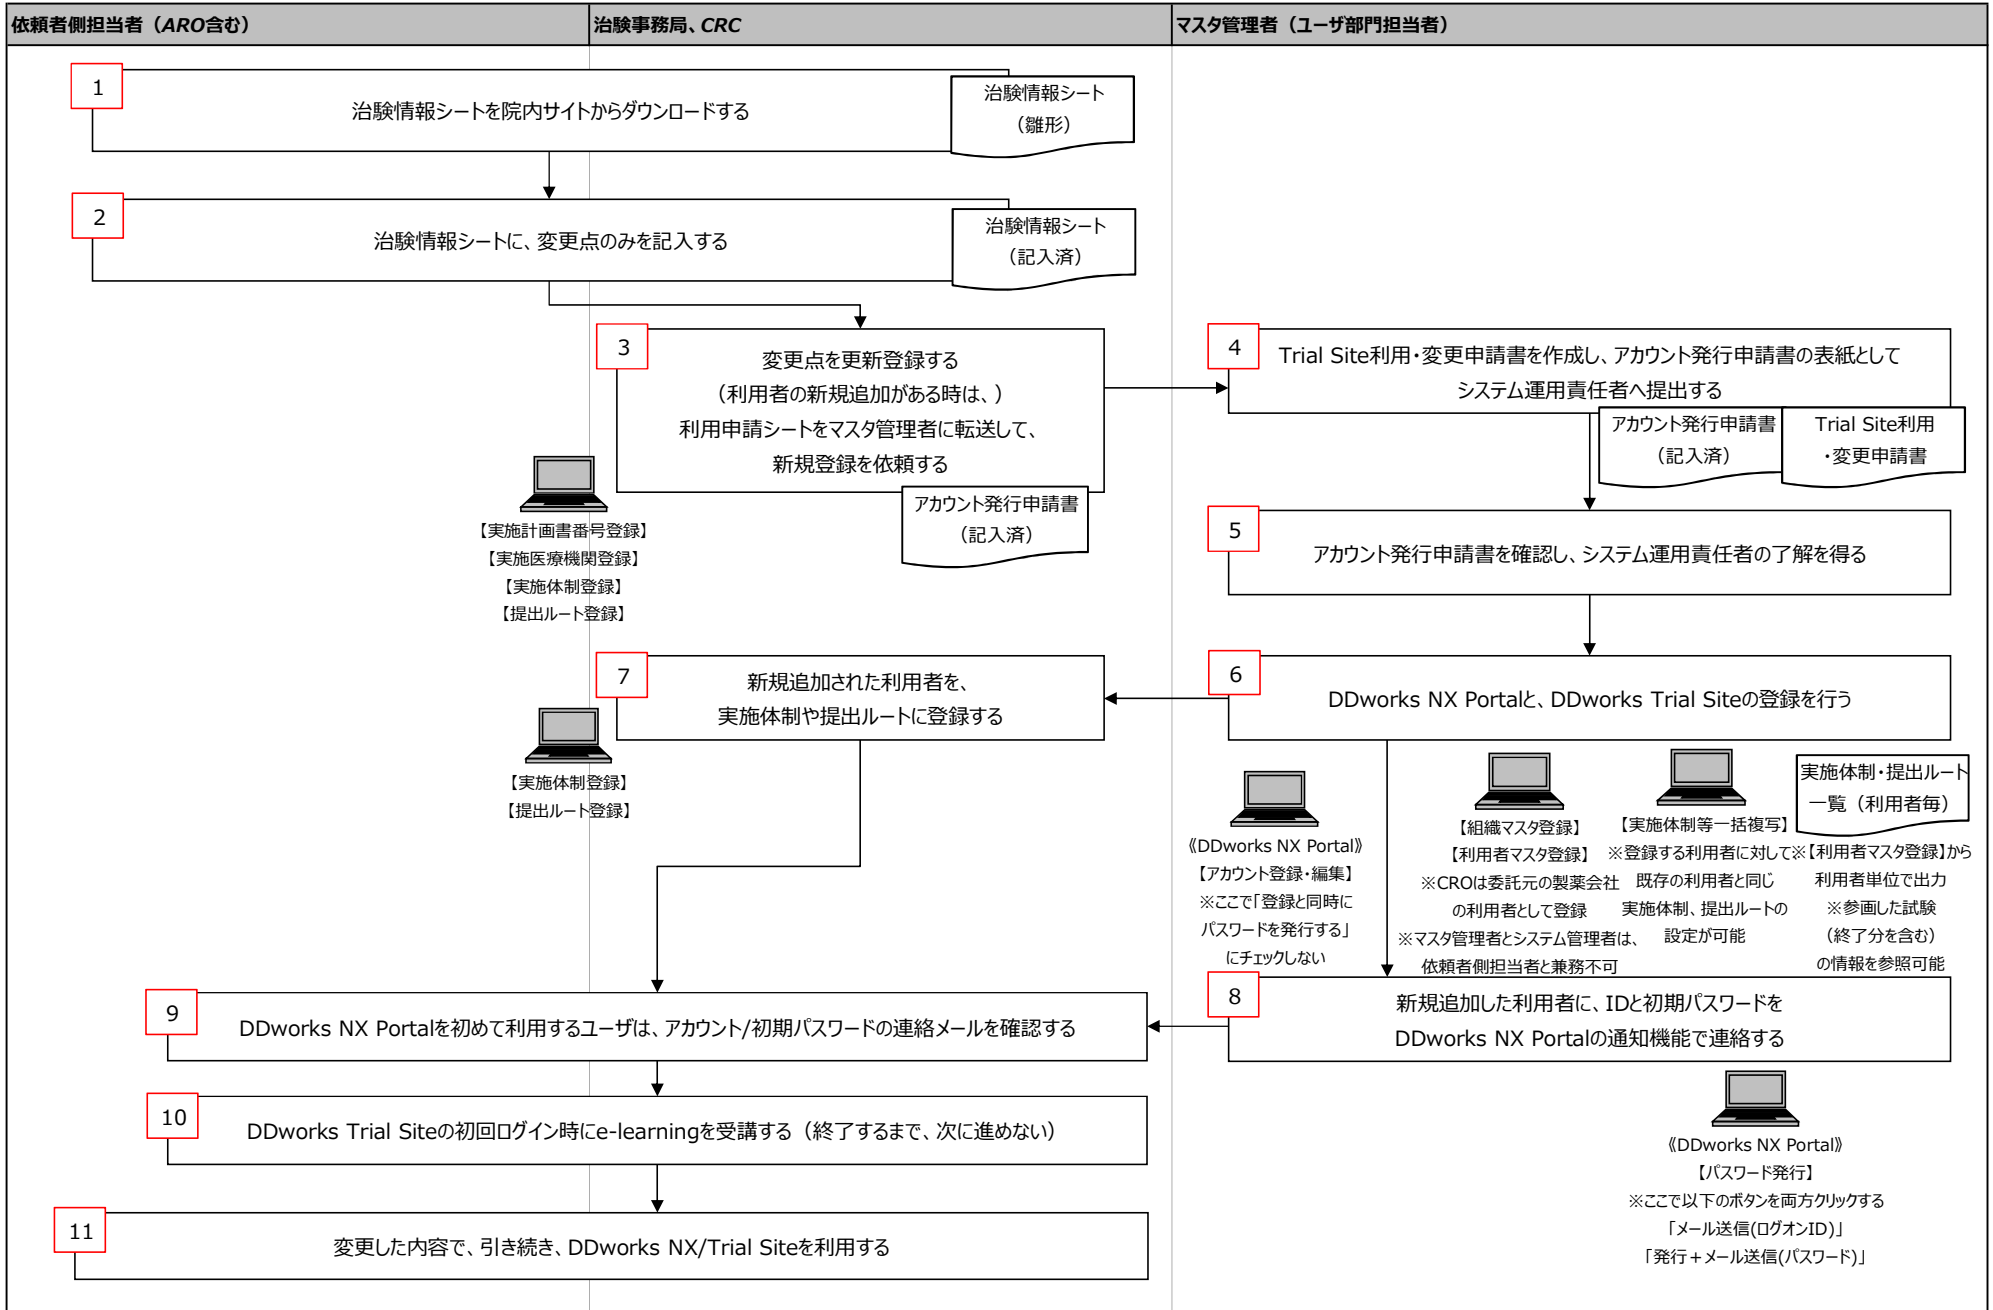 依頼者側担当者（ARO含む）
治験事務局、CRC
マスタ管理者（ユーザ部門担当者）
1
治験情報シートを院内サイトからダウンロードする
治験情報シート
（雛形）
2
治験情報シートに、変更点のみを記入する
治験情報シート
（記入済）
3
変更点を更新登録する
（利用者の新規追加がある時は、）
利用申請シートをマスタ管理者に転送して、
新規登録を依頼する
アカウント発行申請書
（記入済）
【実施計画書番号登録】
【実施医療機関登録】
【実施体制登録】
【提出ルート登録】
4
Trial Site利用・変更申請書を作成し、アカウント発行申請書の表紙として
システム運用責任者へ提出する
アカウント発行申請書
（記入済）
Trial Site利用
・変更申請書
5
アカウント発行申請書を確認し、システム運用責任者の了解を得る
6
DDworks NX Portalと、DDworks Trial Siteの登録を行う
7
新規追加された利用者を、
実施体制や提出ルートに登録する
【実施体制登録】
【提出ルート登録】
《DDworks NX Portal》
【アカウント登録・編集】
※ここで「登録と同時に
パスワードを発行する」
にチェックしない
【組織マスタ登録】
【利用者マスタ登録】
※CROは委託元の製薬会社
の利用者として登録
※マスタ管理者とシステム管理者は、
依頼者側担当者と兼務不可
【実施体制等一括複写】
※登録する利用者に対して
既存の利用者と同じ
実施体制、提出ルートの
設定が可能
実施体制・提出ルート
一覧（利用者毎）
※【利用者マスタ登録】から
利用者単位で出力
※参画した試験
（終了分を含む）
の情報を参照可能
8
新規追加した利用者に、IDと初期パスワードを
DDworks NX Portalの通知機能で連絡する
《DDworks NX Portal》
【パスワード発行】
※ここで以下のボタンを両方クリックする
「メール送信(ログオンID)」
「発行＋メール送信(パスワード)」
9
DDworks NX Portalを初めて利用するユーザは、アカウント/初期パスワードの連絡メールを確認する
10
DDworks Trial Siteの初回ログイン時にe-learningを受講する（終了するまで、次に進めない）
11
変更した内容で、引き続き、DDworks NX/Trial Siteを利用する